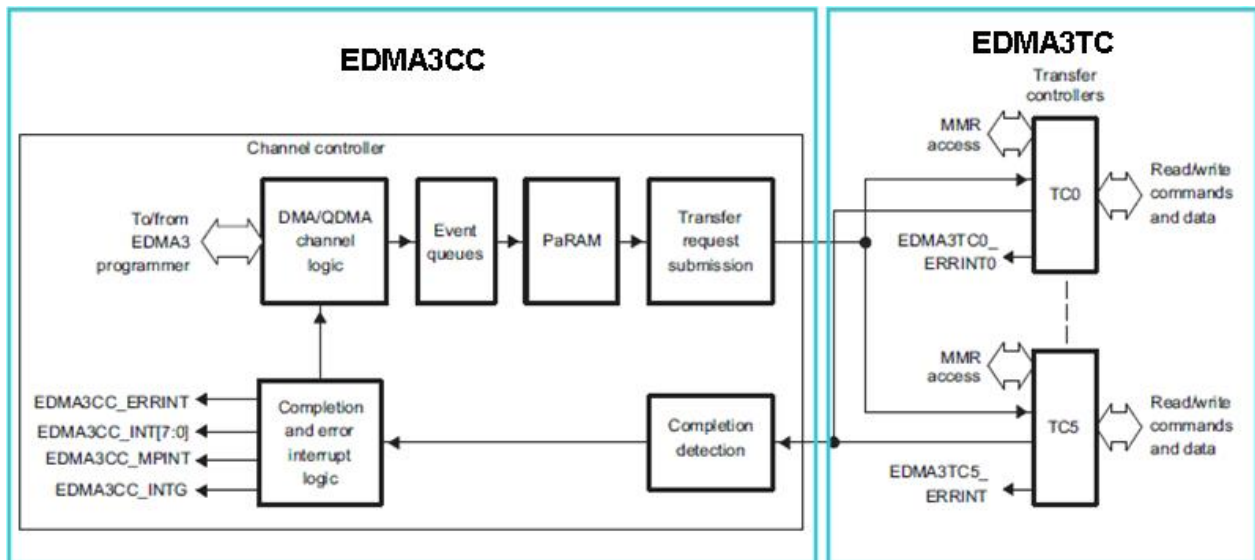 EDMA3CC
Channel controller
To/from
EDMA3
programmer
DMA/QDMA
channel
logic
Event
queues
PaRAM
Transfer
request
submission
EDMA3CC_ERRINT
EDMA3CC_INT[7:0]
EDMA3CC_MPINT
EDMA3CC_INTG
Completion
and error
interrupt
logic
Completion
detection
EDMA3TC
Transfer
controllers
MMR
access
TC0
Read/write
commands
and data
EDMA3TC0_
ERRINT0
MMR
access
TC5
Read/write
commands
and data
EDMA3TC5_
ERRINT